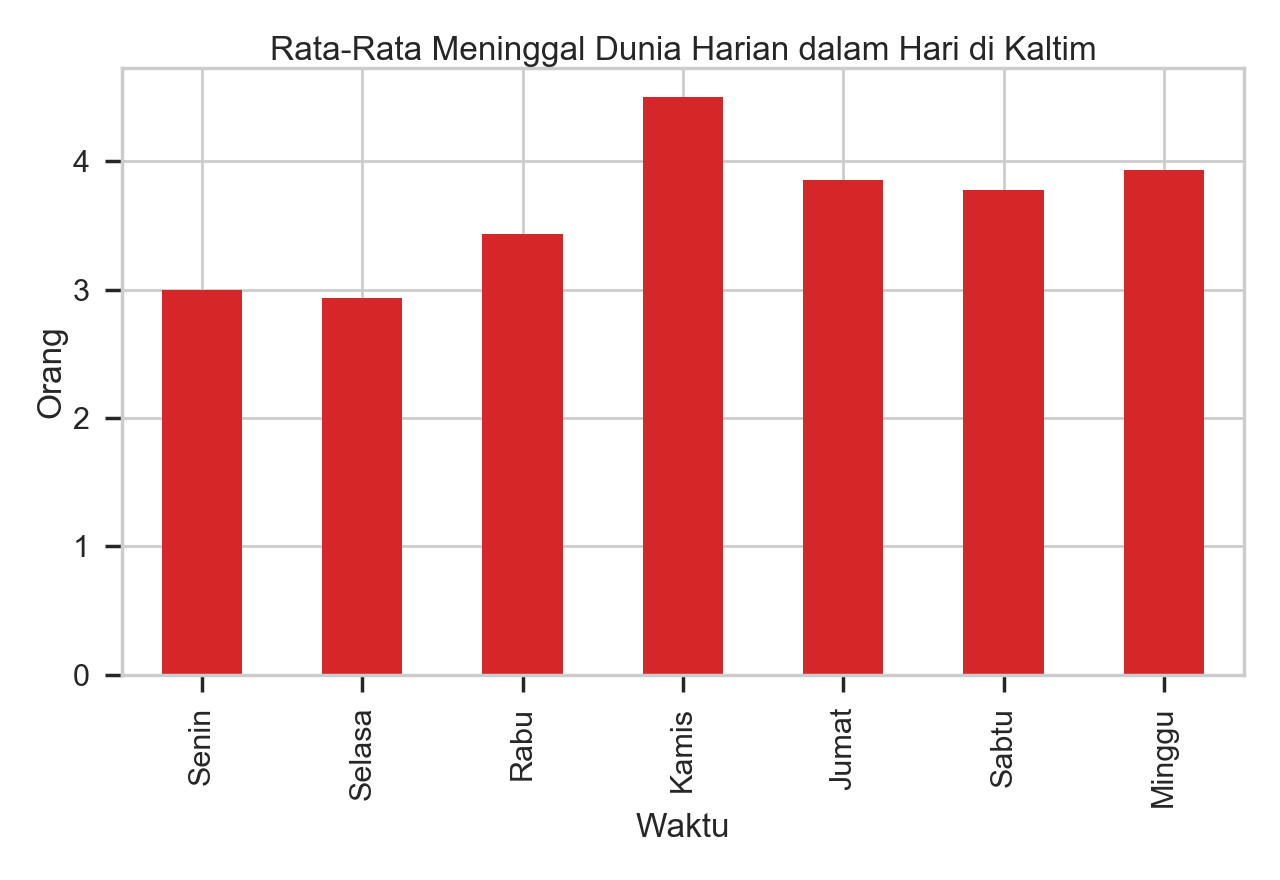 Rata-Rata Meninggal Dunia Harian dalam Hari di Kaltim
Orang
4
3
2
1
0
Senin
Selasa
Rabu
Kamis
Jumat
Sabtu
Minggu
Waktu